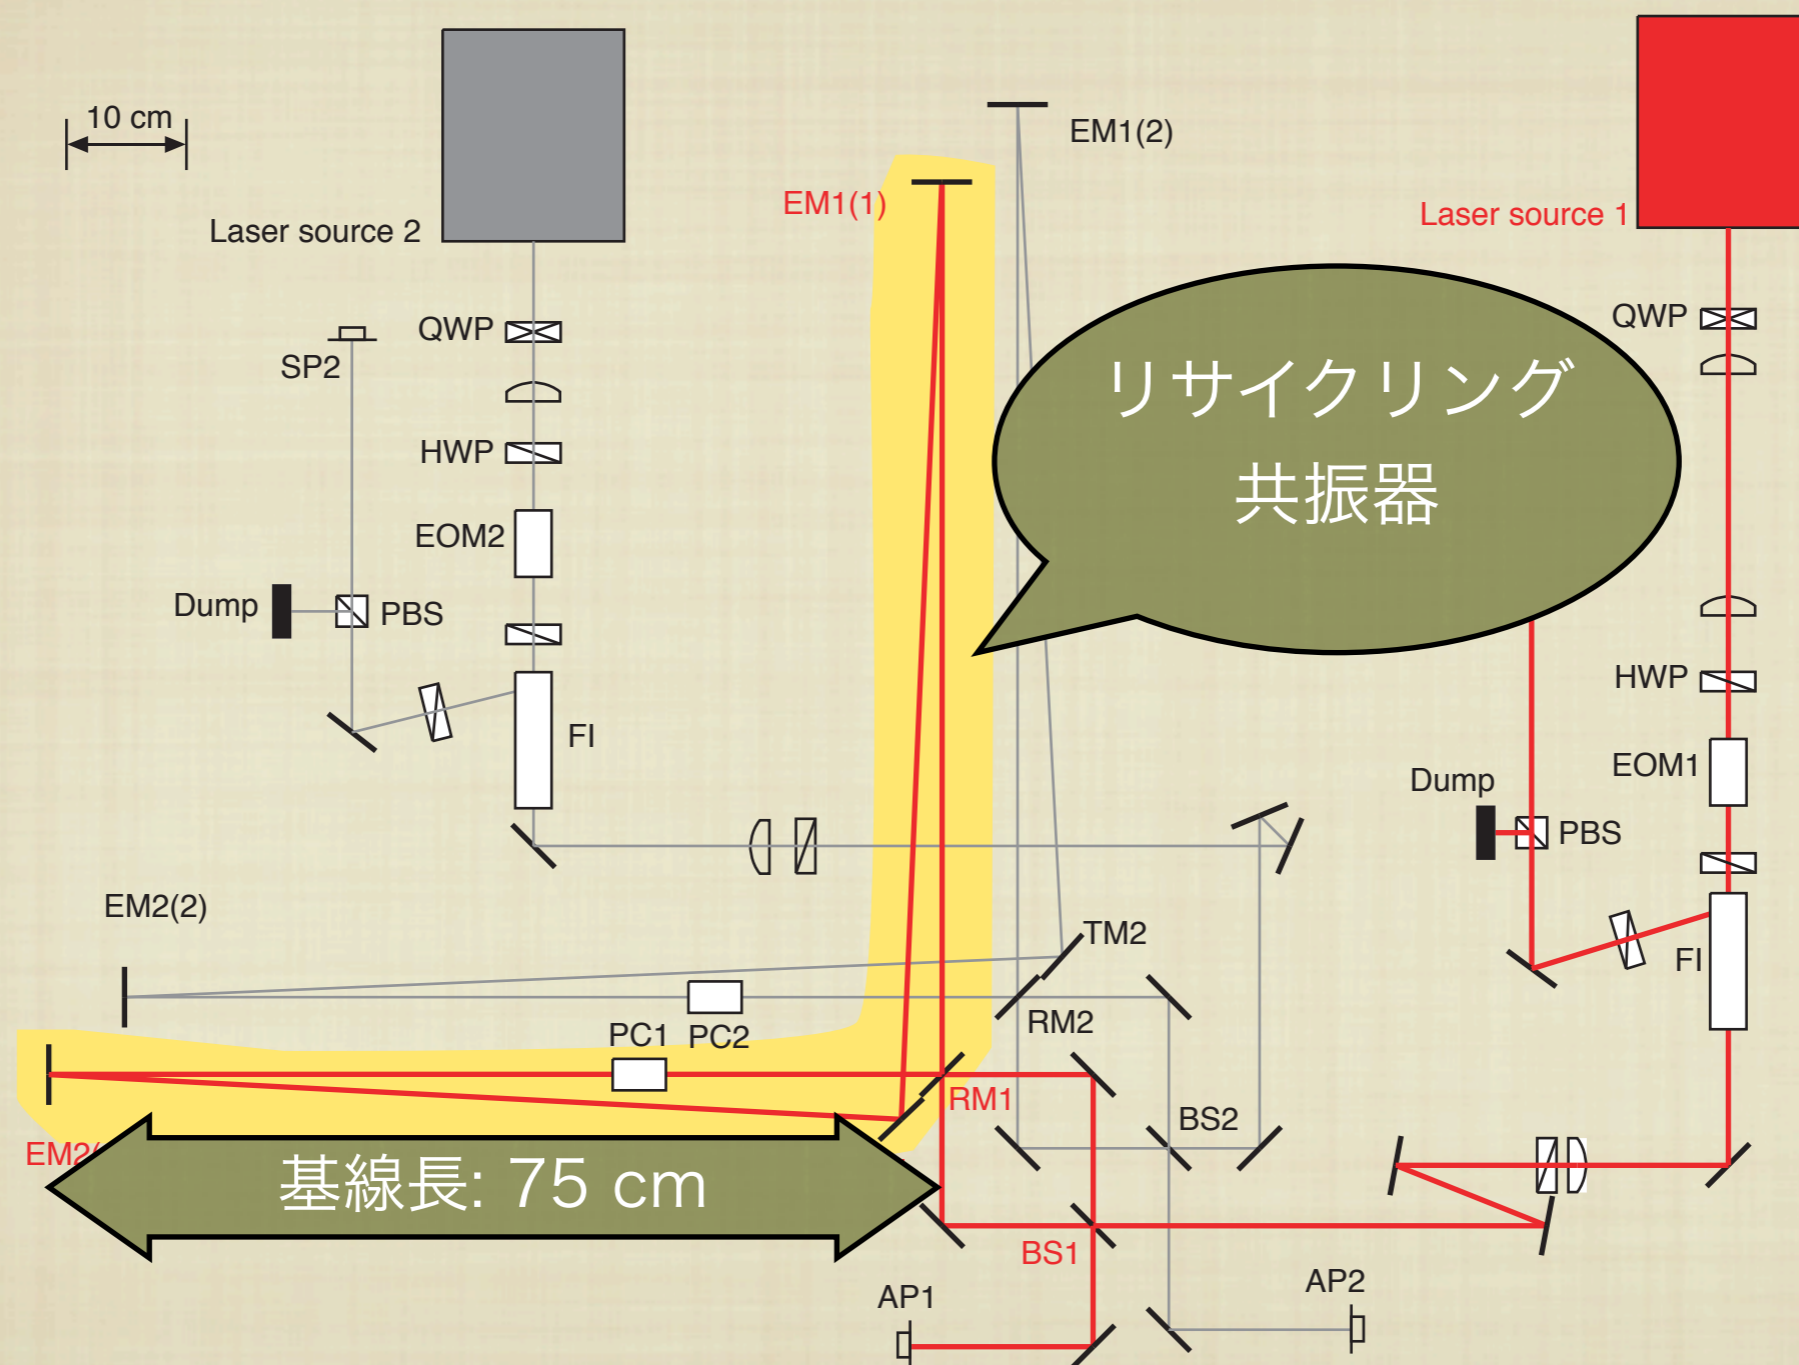 10 cm
EM1(2)
EM1(1)
Laser source 2
Laser source 1
QWP
SP2
QWP
リサイクリング
共振器
HWP
EOM2
Dump
PBS
HWP
FI
EOM1
Dump
PBS
EM2(2)
TM2
FI
RM2
PC1
PC2
RM1
BS2
EM2(
基線長: 75 cm
BS1
AP1
AP2